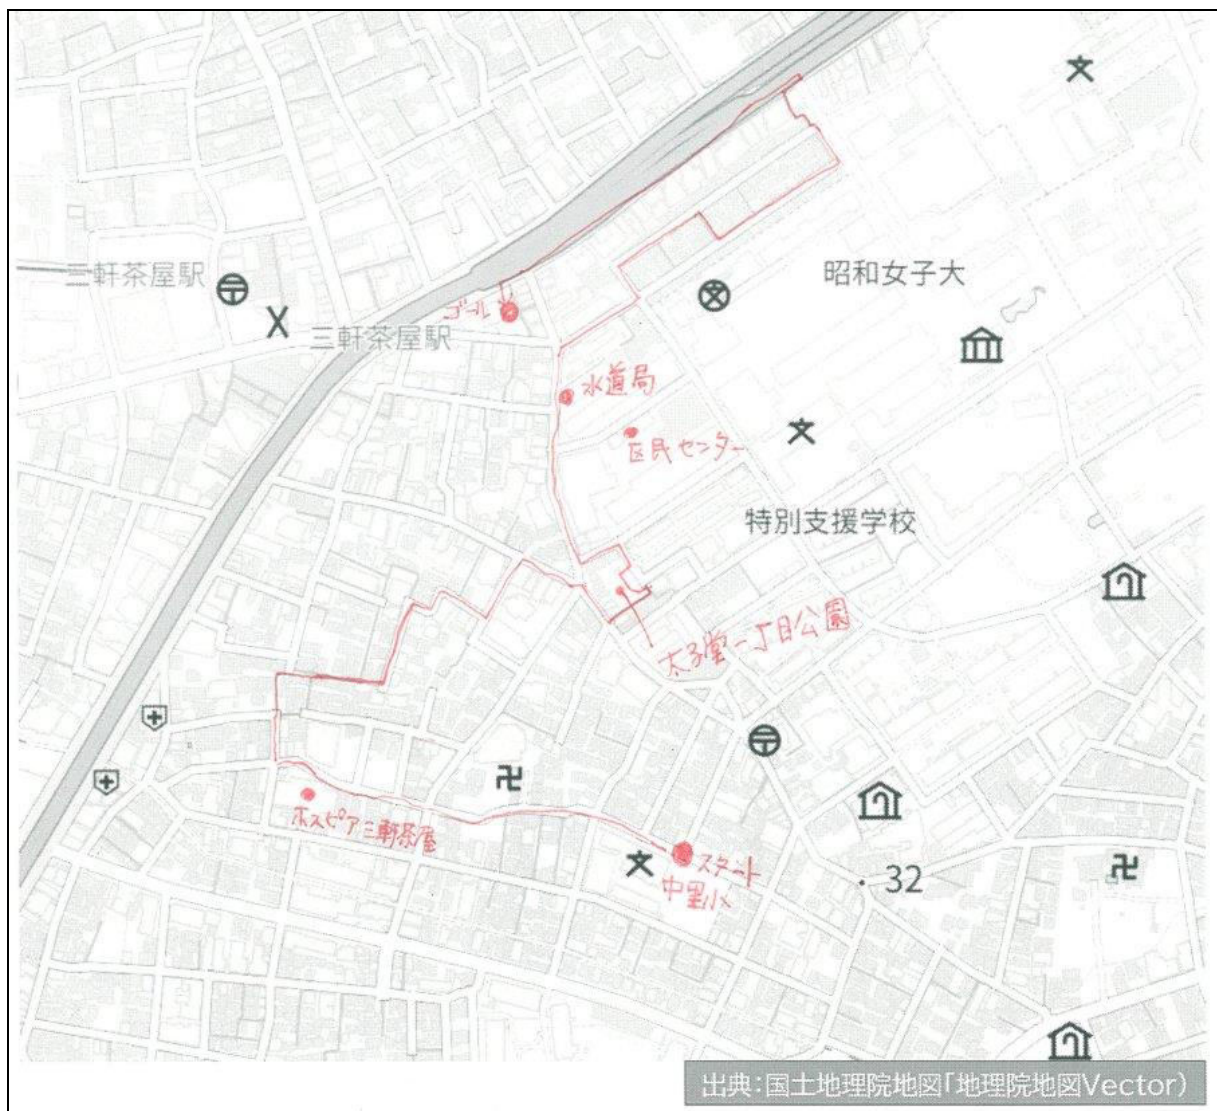 三軒茶屋駅
昭和女子大
ゴール
三軒茶屋駅
水道局
区民センター
特別支援学校
太子堂一丁目公園
ホスピア三軒茶屋
スタート
中里小
32
出典：国土地理院地図「地理院地図Vector）